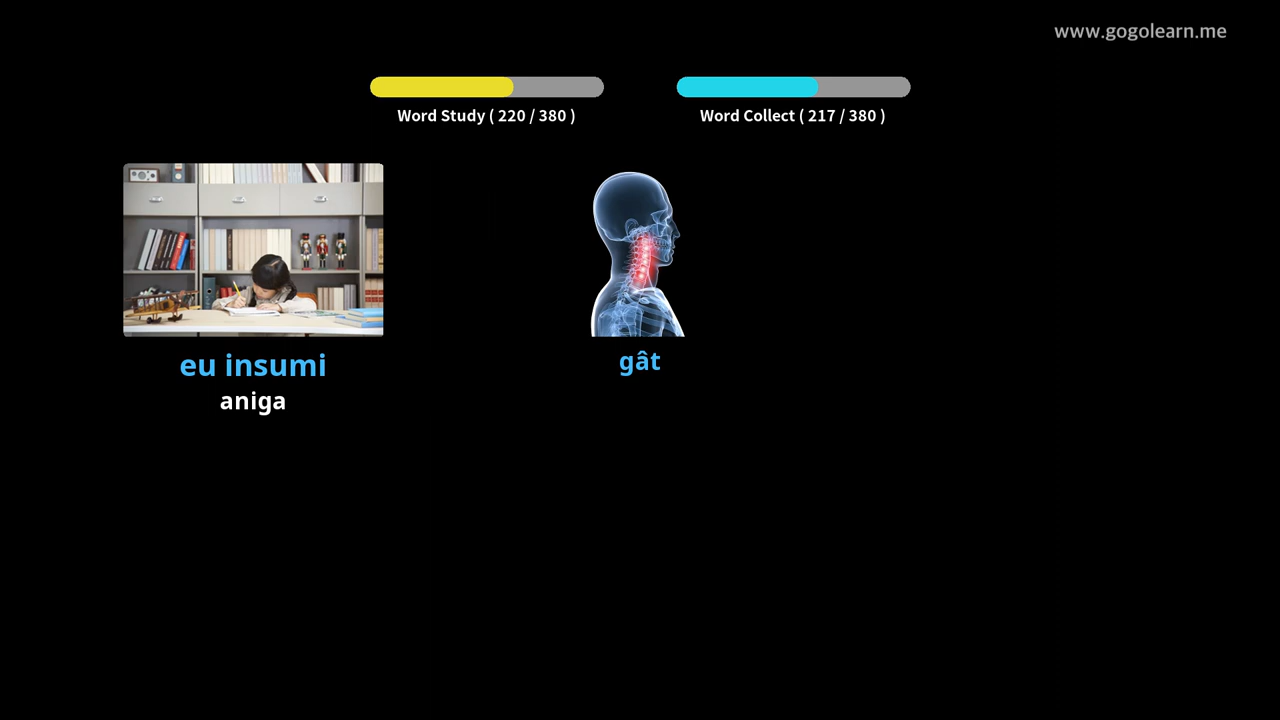 www.gogolearn.me
Word Study ( 220 / 380 )
Word Collect ( 217 / 380 )
eu insumi
aniga
gât